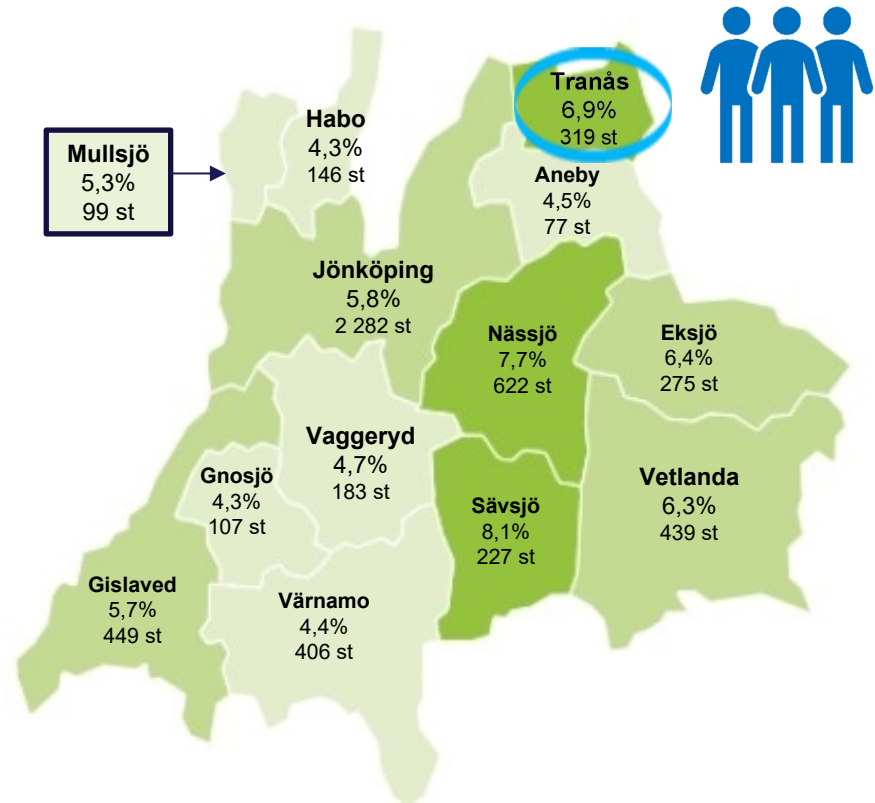 Tranås
6,9%
319 st
Habo
4,3%
146 st
Mullsjö
5,3%
99 st
Aneby
4,5%
77 st
Jönköping
5,8%
2 282 st
Nässjö
7,7%
622 st
Eksjö
6,4%
275 st
Vaggeryd
4,7%
183 st
Gnosjö
4,3%
107 st
Sävsjö
8,1%
227 st
Vetlanda
6,3%
439 st
Gislaved
5,7%
449 st
Värnamo
4,4%
406 st